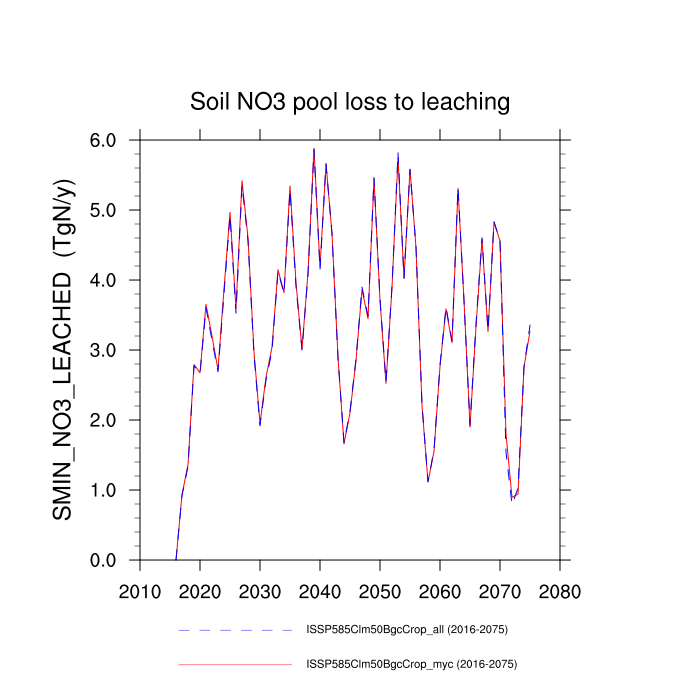 Soil NO3 pool loss to leaching
SMIN_NO3_LEACHED (TgN/y)
6.0
5.0
4.0
3.0
2.0
1.0
0.0
2010 2020 2030 2040 2050 2060 2070 2080
ISSP585Clm50BgcCrop_all (2016-2075)
ISSP585Clm50BgcCrop_myc (2016-2075)